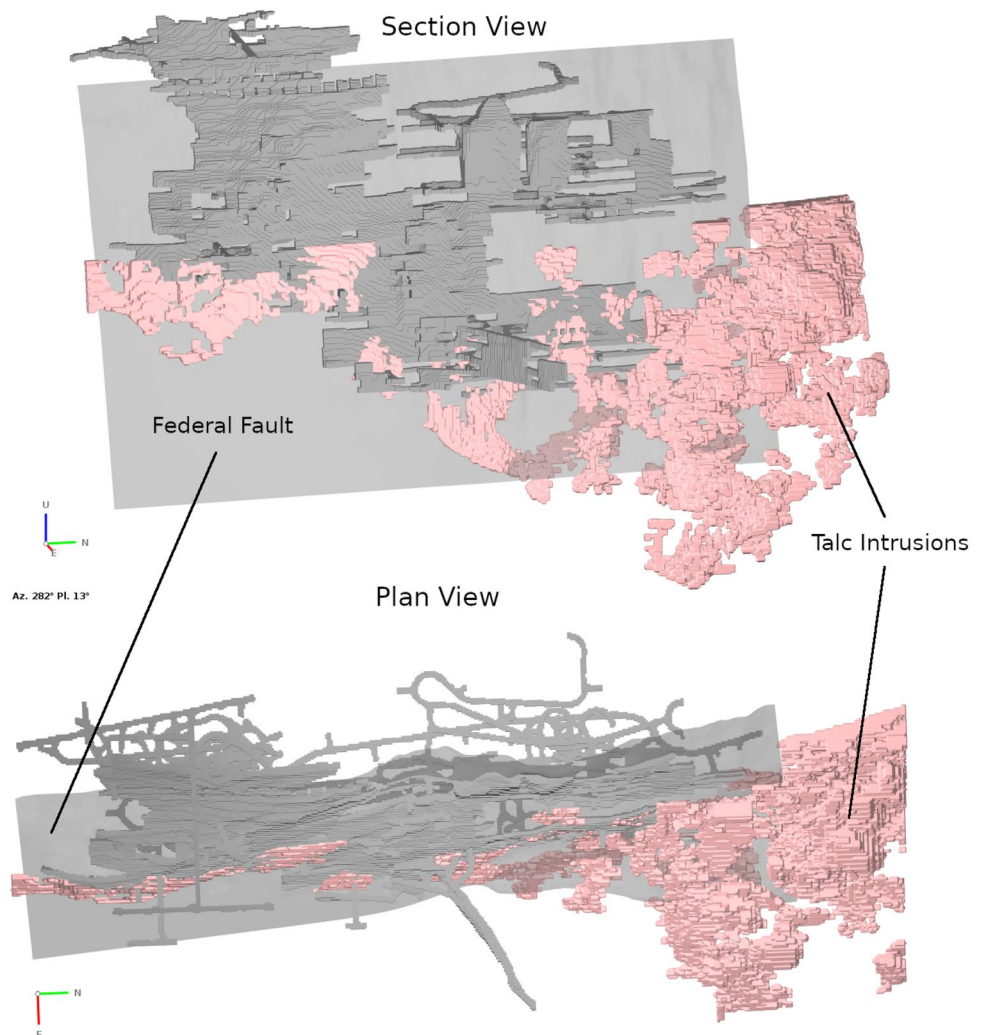 Section View
Federal Fault
U
N
E
Talc Intrusions
Az. 282° Pl. 13°
Plan View
N
E